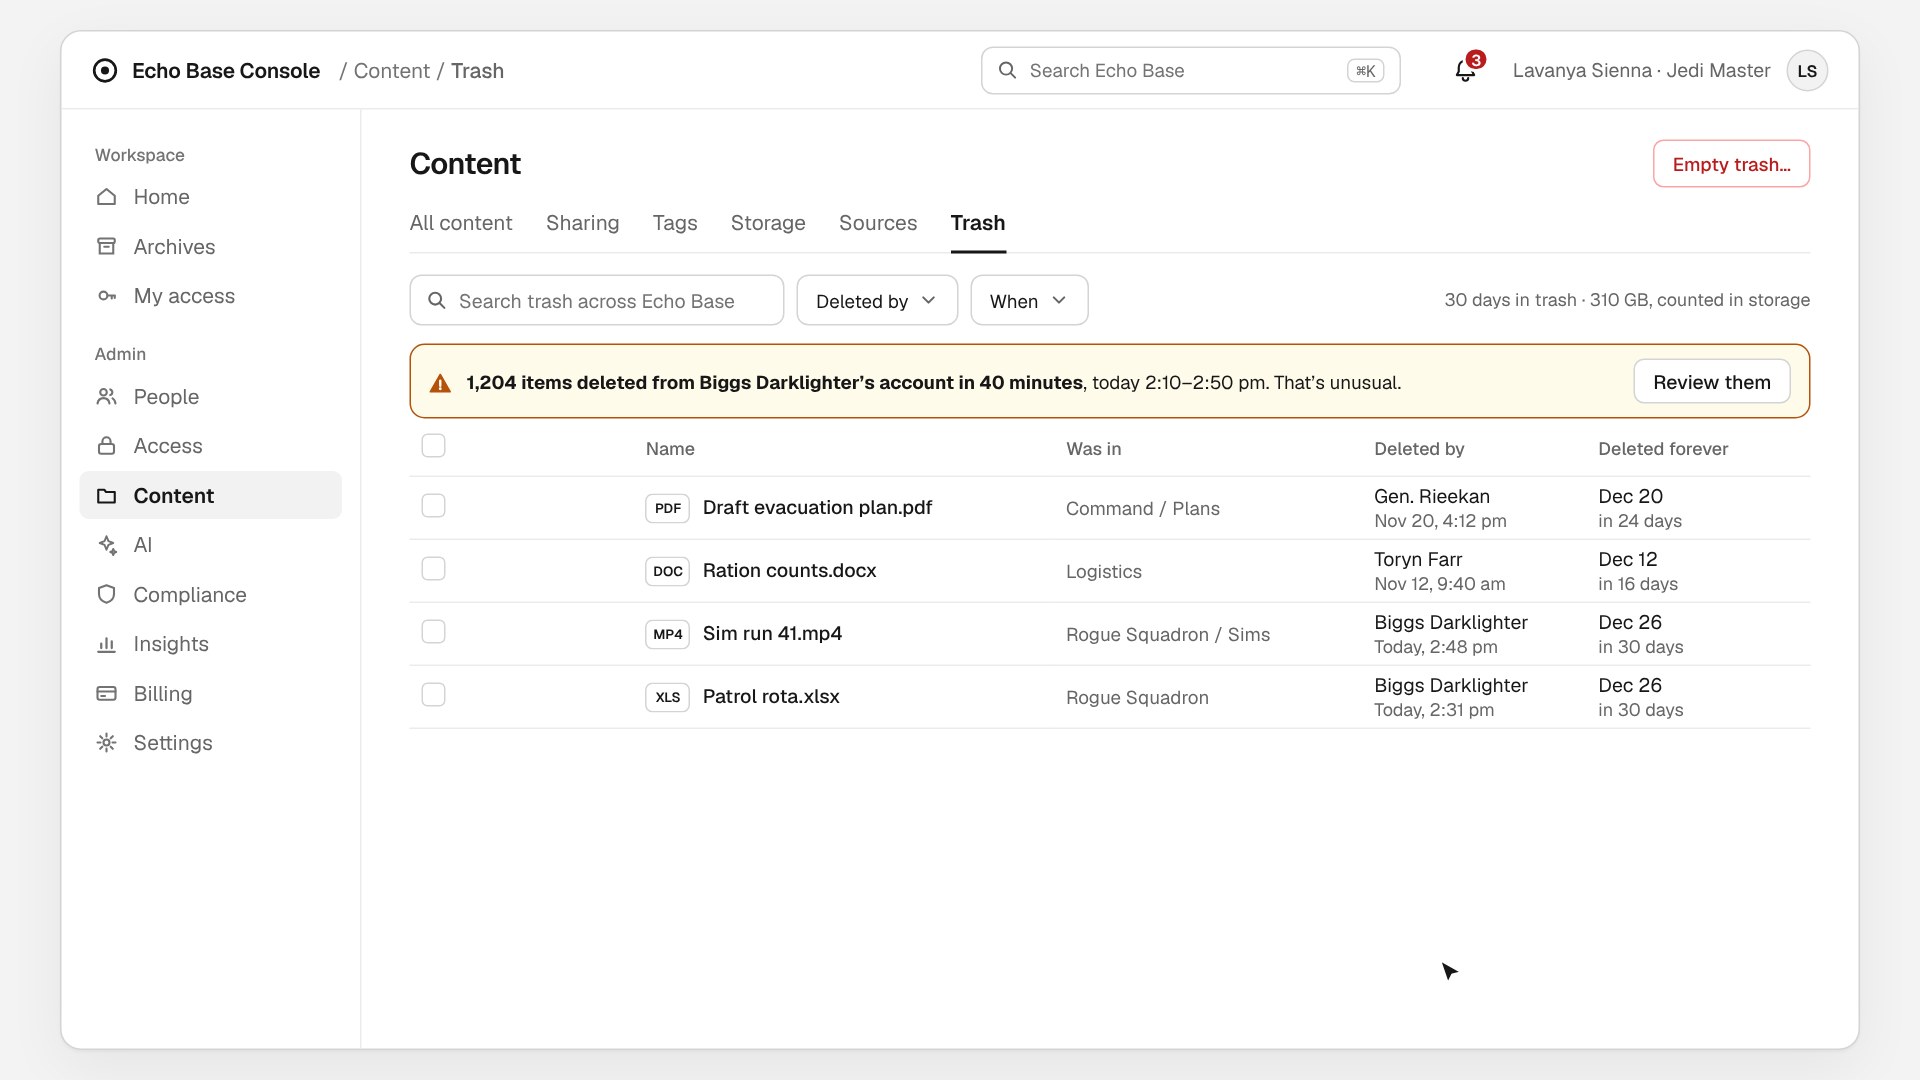 Echo Base Console / Content / Trash
Search Echo Base ⌘K
3
Lavanya Sienna · Jedi Master LS
Workspace
Home
Archives
My access
Admin
People
Access
Content
AI
Compliance
Insights
Billing
Settings
Content
Empty trash…
All content Sharing Tags Storage Sources Trash
Search trash across Echo Base Deleted by When 30 days in trash · 310 GB, counted in storage
1,204 items deleted from Biggs Darklighter’s account in 40 minutes, today 2:10–2:50 pm. That’s unusual. Review them
Name Was in Deleted by Deleted forever
PDF Draft evacuation plan.pdf Command / Plans Gen. Rieekan Dec 20
Nov 20, 4:12 pm in 24 days
DOC Ration counts.docx Logistics Toryn Farr Dec 12
Nov 12, 9:40 am in 16 days
MP4 Sim run 41.mp4 Rogue Squadron / Sims Biggs Darklighter Dec 26
Today, 2:48 pm in 30 days
XLS Patrol rota.xlsx Rogue Squadron Biggs Darklighter Dec 26
Today, 2:31 pm in 30 days